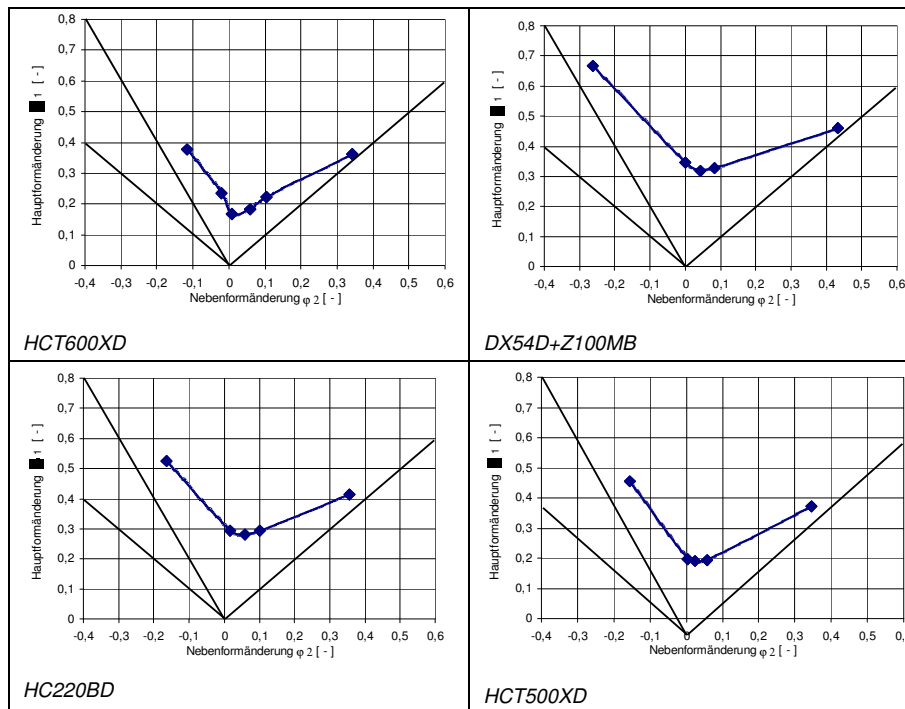 Hauptformänderung 1 [ - ]
0,8
0,7
0,6
0,5
0,4
0,3
0,2
0,1
0
-0,4 -0,3 -0,2 -0,1 0 0,1 0,2 0,3 0,4 0,5 0,6
Nebenformänderung φ 2 [ - ]
HCT600XD
Hauptformänderung 1 [ - ]
0,8
0,7
0,6
0,5
0,4
0,3
0,2
0,1
0
-0,4 -0,3 -0,2 -0,1 0 0,1 0,2 0,3 0,4 0,5 0,6
Nebenformänderung φ 2 [ - ]
DX54D+Z100MB
Hauptformänderung 1 [ - ]
0,8
0,7
0,6
0,5
0,4
0,3
0,2
0,1
0
-0,4 -0,3 -0,2 -0,1 0 0,1 0,2 0,3 0,4 0,5 0,6
Nebenformänderung φ 2 [ - ]
HC220BD
Hauptformänderung 1 [ - ]
0,8
0,7
0,6
0,5
0,4
0,3
0,2
0,1
0
-0,4 -0,3 -0,2 -0,1 0 0,1 0,2 0,3 0,4 0,5
Nebenformänderung φ 2 [ - ]
HCT500XD